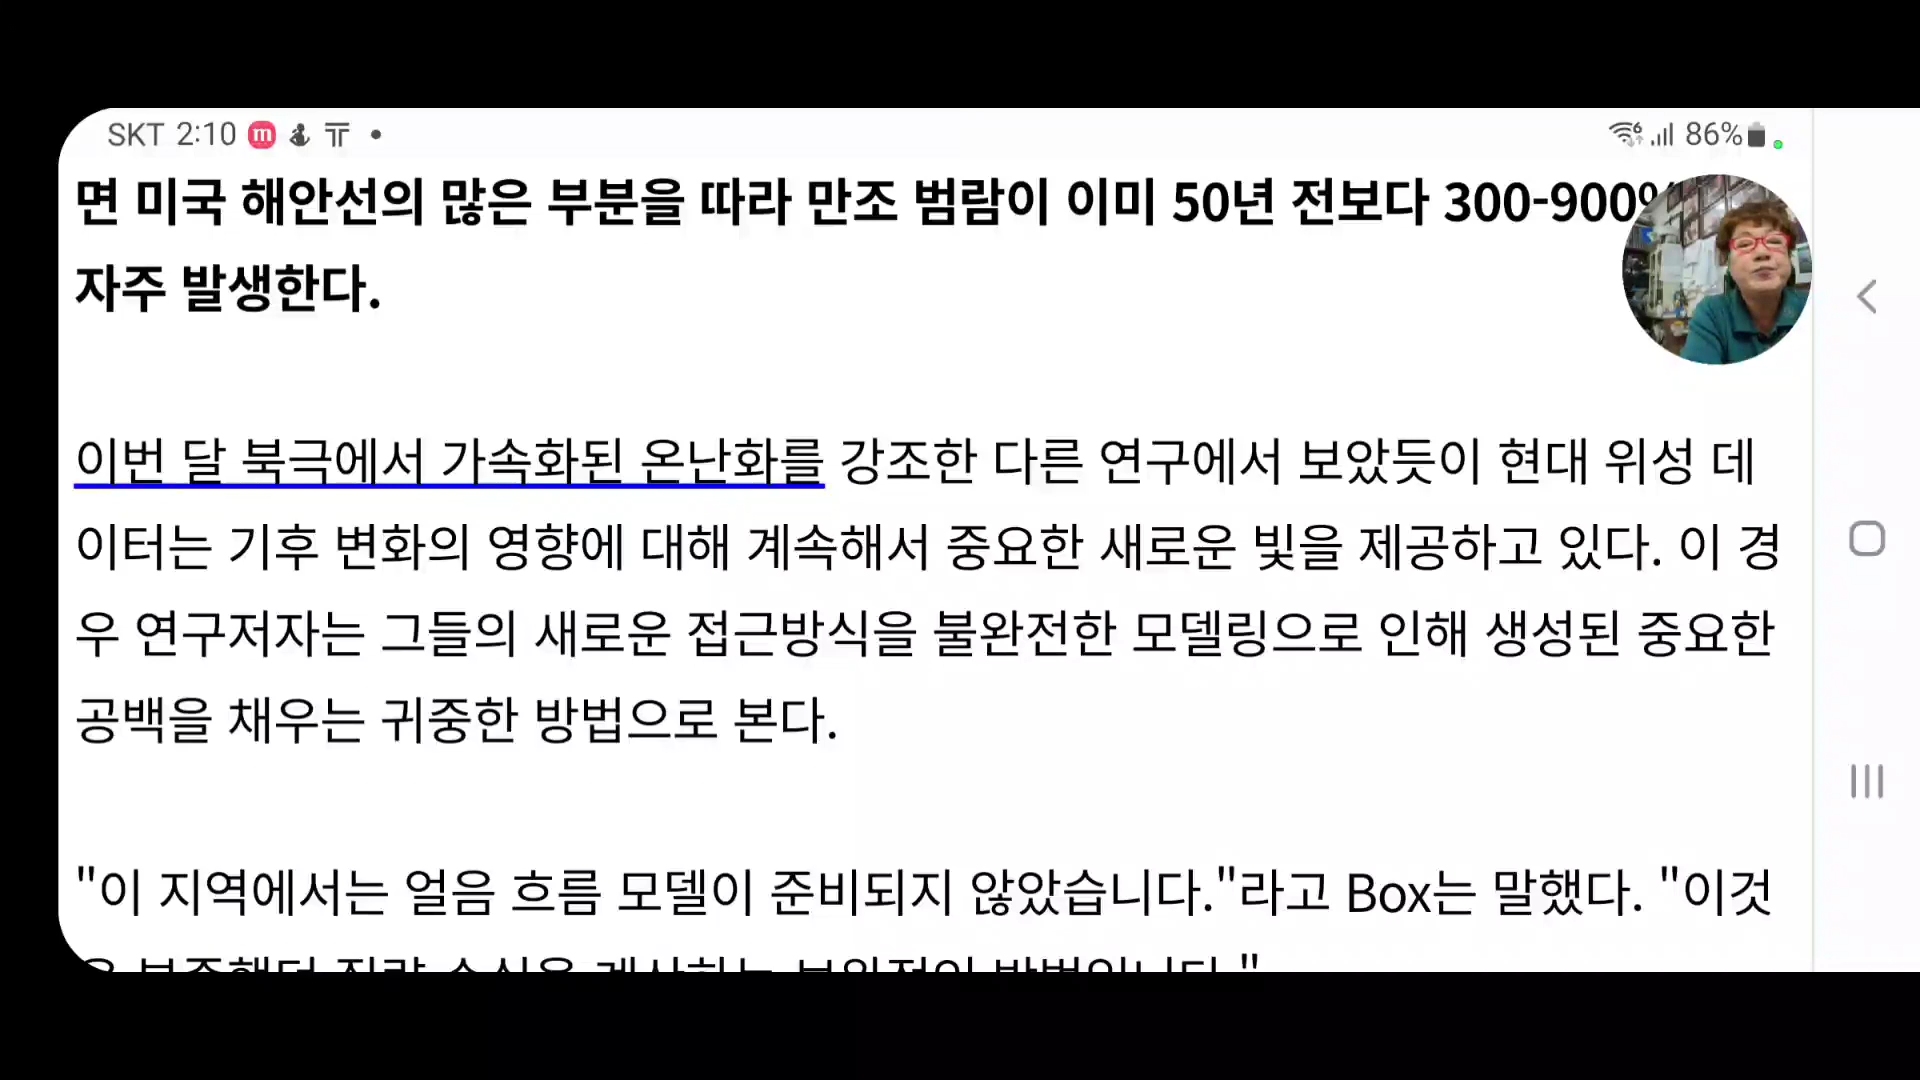 SKT 2:10
86%
면 미국 해안선의 많은 부분을 따라 만조 범람이 이미 50년 전보다 300-900%
자주 발생한다.
이번 달 북극에서 가속화된 온난화를 강조한 다른 연구에서 보았듯이 현대 위성 데
이터는 기후 변화의 영향에 대해 계속해서 중요한 새로운 빛을 제공하고 있다. 이 경
우 연구저자는 그들의 새로운 접근방식을 불완전한 모델링으로 인해 생성된 중요한
공백을 채우는 귀중한 방법으로 본다.
"이 지역에서는 얼음 흐름 모델이 준비되지 않았습니다."라고 Box는 말했다. "이것